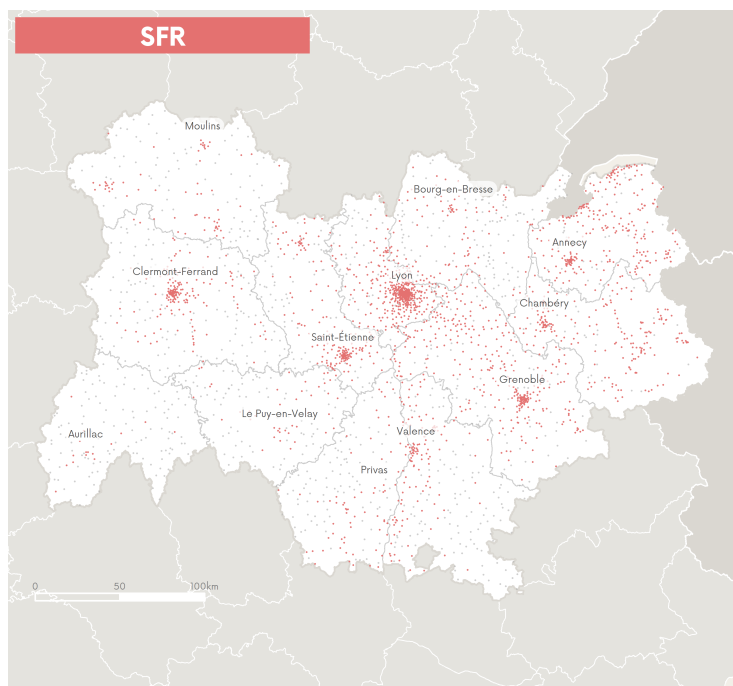 SFR
Moulins
Bourg-en-Bresse
Annecy
Clermont-Ferrand
Lyon
Chambéry
Saint-Étienne
Grenoble
Le Puy-en-Velay
Aurillac
Valence
Privas
0 50 100km